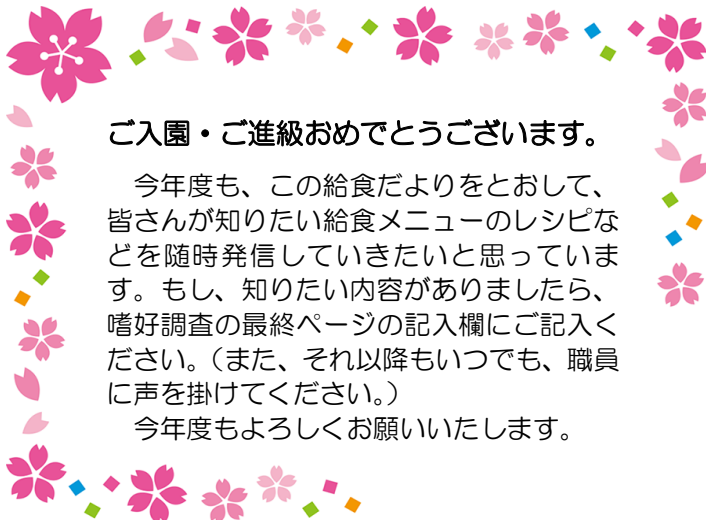 ご入園・ご進級おめでとうございます。
　今年度も、この給食だよりをとおして、
皆さんが知りたい給食メニューのレシピな
どを随時発信していきたいと思っていま
す。もし、知りたい内容がありましたら、
嗜好調査の最終ページの記入欄にご記入く
ださい。（また、それ以降もいつでも、職員
に声を掛けてください。）
　今年度もよろしくお願いいたします。